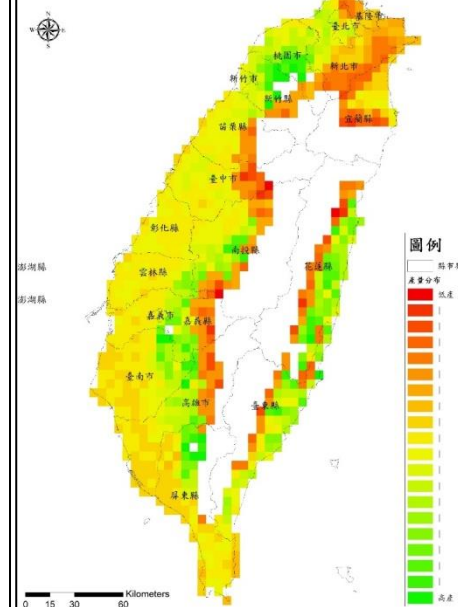 N
W
E
S
基隆市
臺北市
桃園市
新北市
新竹市
新竹縣
宜蘭縣
苗栗縣
臺中市
彰化縣
南投縣
花蓮縣
澎湖縣
雲林縣
澎湖縣
嘉義市
嘉義縣
臺南市
高雄市
臺東縣
屏東縣
圖例
產量分布
低產
高產
Kilometers
0 15 30 60